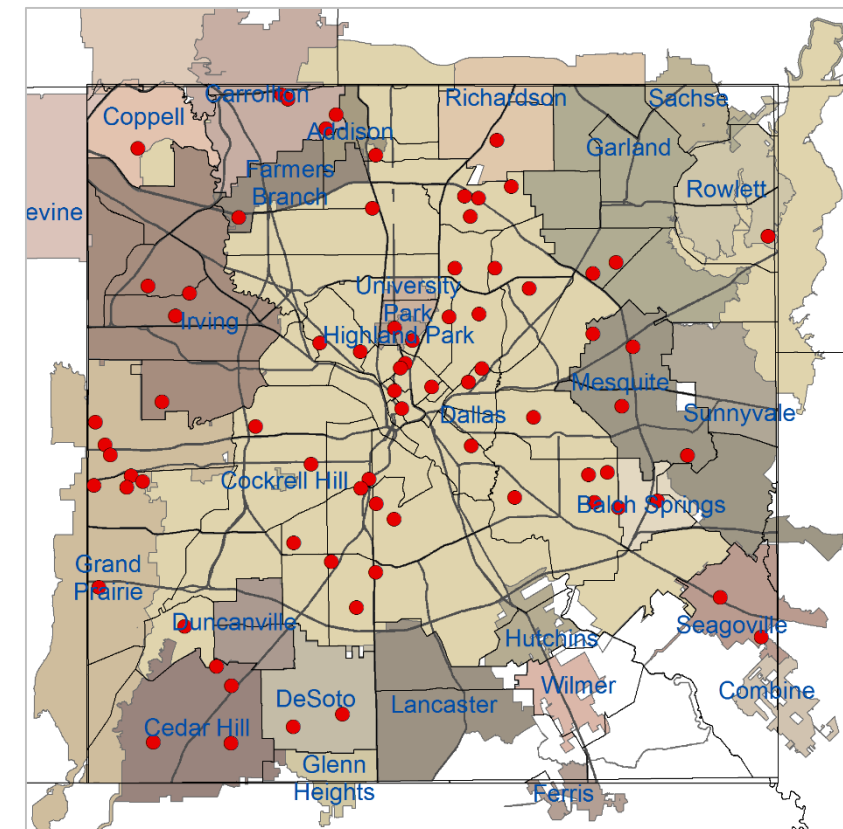 Carrollton
Richardson
Sachse
Coppell
Addison
Garland
Farmers
Branch
Rowlett
evine
University
Park
Irving
Highland Park
Mesquite
Sunnyvale
Dallas
Cockrell Hill
Balch Springs
Grand
Prairie
Duncanville
Seagoville
Hutchins
Wilmer
Combine
DeSoto
Lancaster
Cedar Hill
Glenn
Heights
Ferris